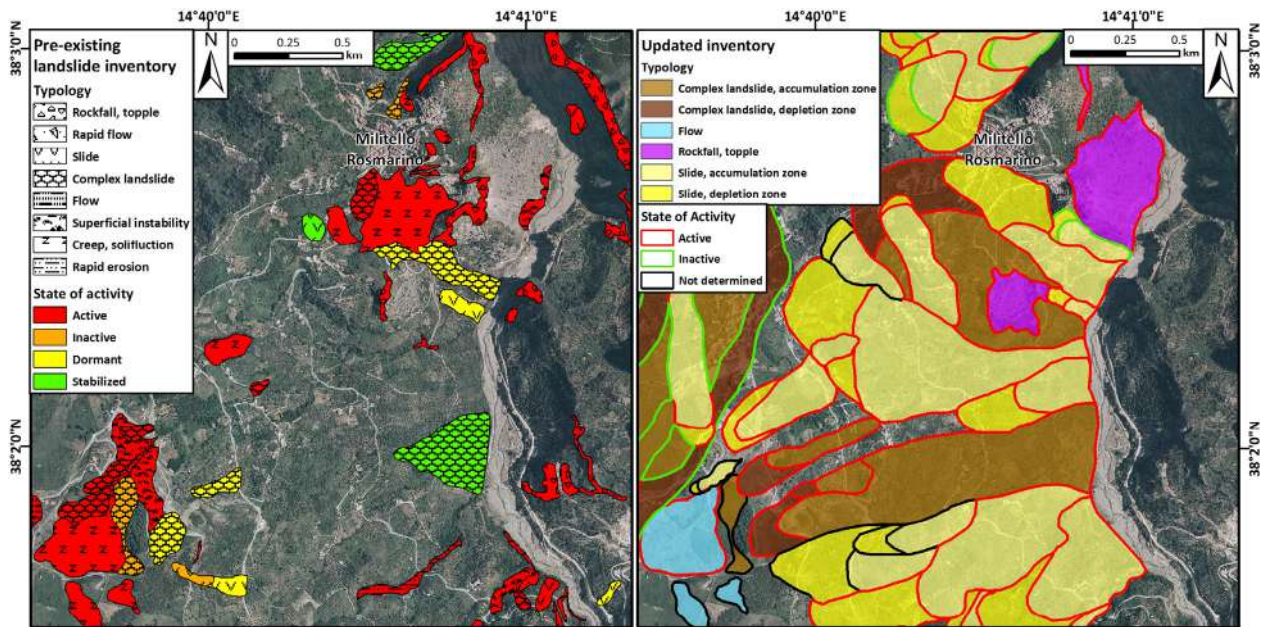 14°40'0"E
14°41'0"E
38°3'0"N
38°2'0"N
Pre-existing
landslide inventory
Typology
Rockfall, topple
Rapid flow
Slide
Complex landslide
Flow
Superficial instability
Creep, solifluction
Rapid erosion
State of activity
Active
Inactive
Dormant
Stabilized
N
0 0.25 0.5
km
Militello
Rosmarino
14°40'0"E
14°41'0"E
38°3'0"N
38°2'0"N
Updated inventory
Typology
Complex landslide, accumulation zone
Complex landslide, depletion zone
Flow
Rockfall, topple
Slide, accumulation zone
Slide, depletion zone
State of Activity
Active
Inactive
Not determined
0 0.25 0.5
km
N
Militello
Rosmarino